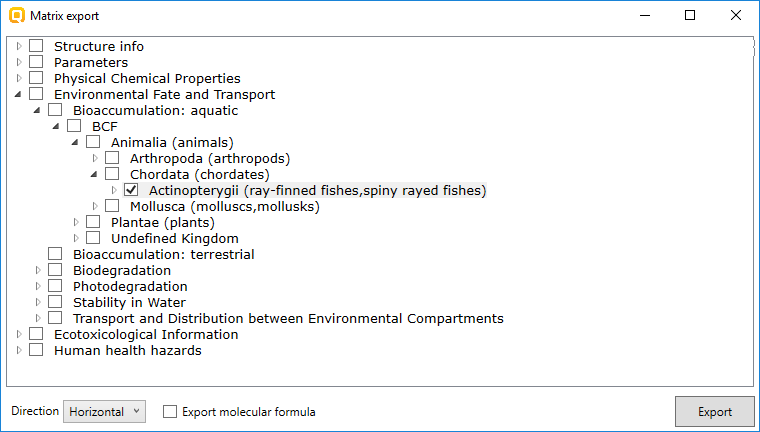 Matrix export
Structure info
Parameters
Physical Chemical Properties
Environmental Fate and Transport
Bioaccumulation: aquatic
BCF
Animalia (animals)
Arthropoda (arthropods)
Chordata (chordates)
Actinopterygii (ray-finned fishes,spiny rayed fishes)
Mollusca (molluscs,mollusks)
Plantae (plants)
Undefined Kingdom
Bioaccumulation: terrestrial
Biodegradation
Photodegradation
Stability in Water
Transport and Distribution between Environmental Compartments
Ecotoxicological Information
Human health hazards
Direction Horizontal Export molecular formula Export